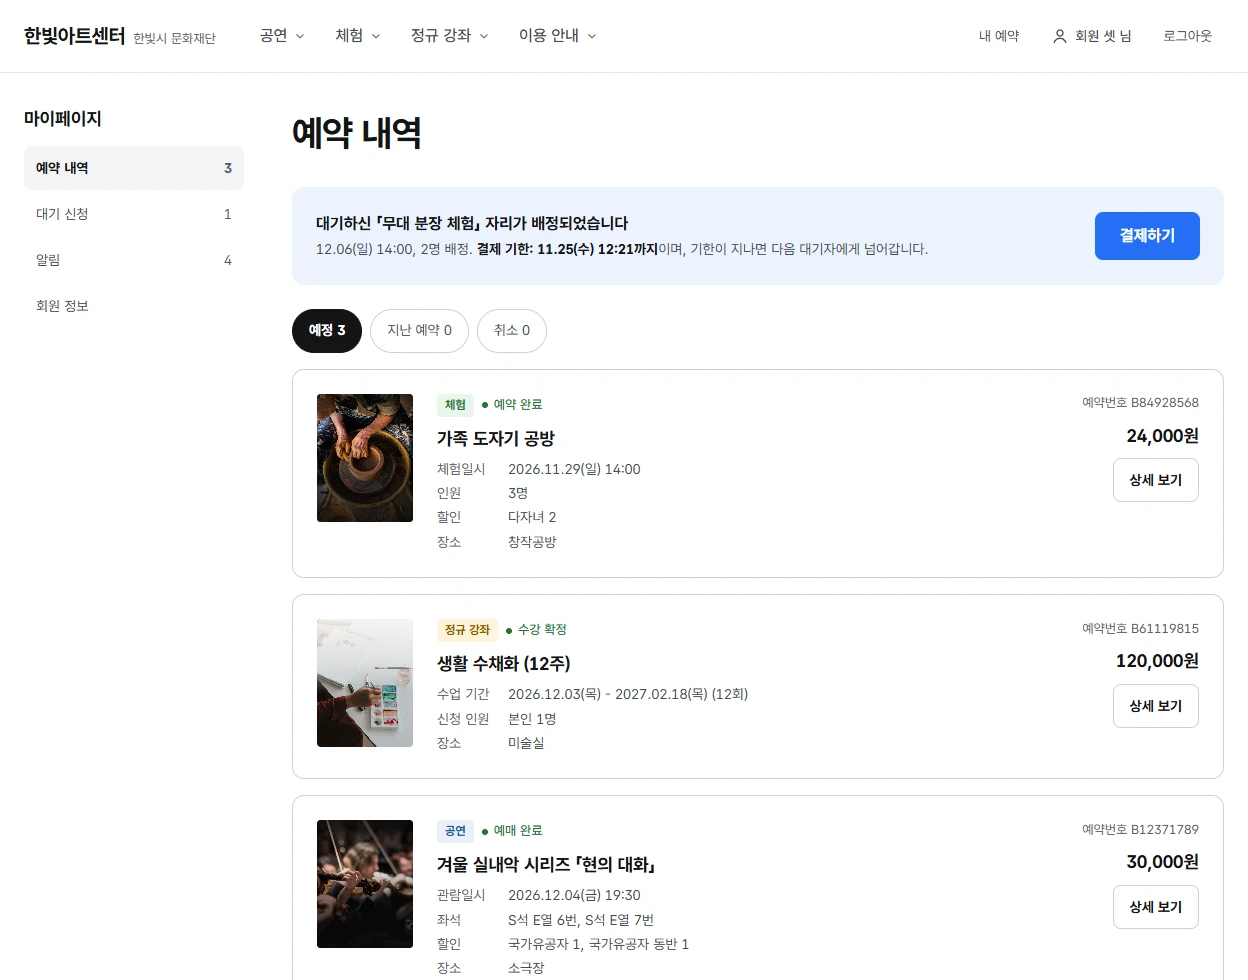 한빛아트센터 한빛시 문화재단 공연 체험 정규 강좌 이용 안내 내 예약 회원 셋 님 로그아웃
마이페이지
예약 내역 3
대기 신청 1
알림 4
회원 정보
예약 내역
대기하신 「무대 분장 체험」 자리가 배정되었습니다
12.06(일) 14:00, 2명 배정. 결제 기한: 11.25(수) 12:21까지이며, 기한이 지나면 다음 대기자에게 넘어갑니다.
결제하기
예정 3 지난 예약 0 취소 0
체험 예약 완료
가족 도자기 공방
체험일시 2026.11.29(일) 14:00
인원 3명
할인 다자녀 2
장소 창작공방
예약번호 B84928568
24,000원
상세 보기
정규 강좌 수강 확정
생활 수채화 (12주)
수업 기간 2026.12.03(목) - 2027.02.18(목) (12회)
신청 인원 본인 1명
장소 미술실
예약번호 B61119815
120,000원
상세 보기
공연 예매 완료
겨울 실내악 시리즈 「현의 대화」
관람일시 2026.12.04(금) 19:30
좌석 S석 E열 6번, S석 E열 7번
할인 국가유공자 1, 국가유공자 동반 1
장소 소극장
예약번호 B12371789
30,000원
상세 보기